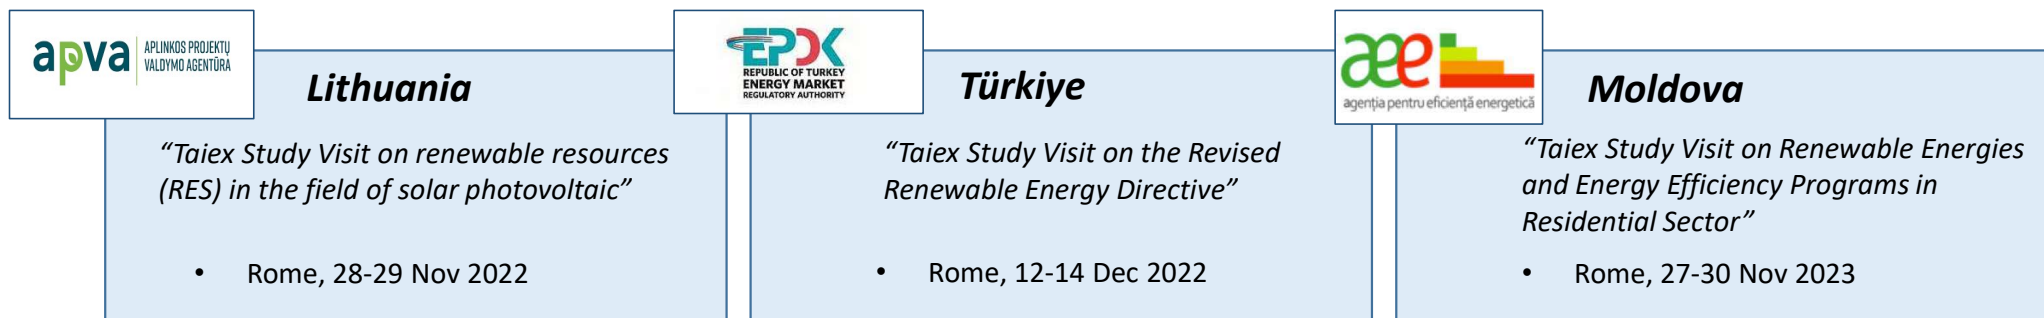 apva
APLINKOS PROJEKTŲ
VALDYMO AGENTŪRA
Lithuania
“Taiex Study Visit on renewable resources
(RES) in the field of solar photovoltaic”
• Rome, 28-29 Nov 2022
EPDK
REPUBLIC OF TURKEY
ENERGY MARKET
REGULATORY AUTHORITY
Türkiye
“Taiex Study Visit on the Revised
Renewable Energy Directive”
• Rome, 12-14 Dec 2022
aee
agenția pentru eficiență energetică
Moldova
“Taiex Study Visit on Renewable Energies
and Energy Efficiency Programs in
Residential Sector”
• Rome, 27-30 Nov 2023